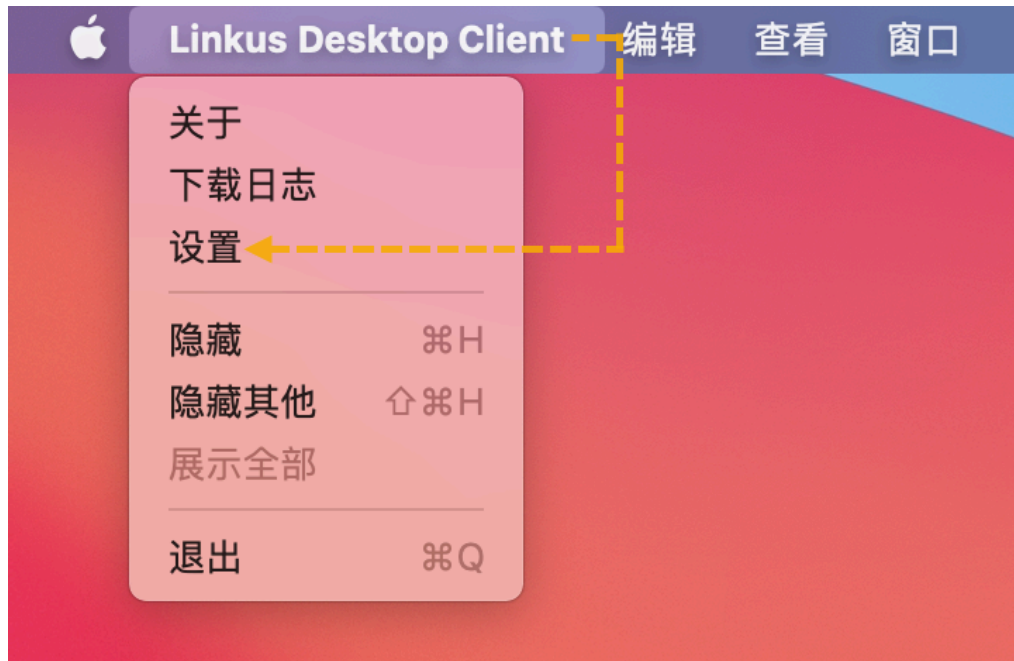 Linkus Desktop Client 编辑 查看 窗口
关于
下载日志
设置
隐藏 ⌘H
隐藏其他 ⇧⌘H
展示全部
退出 ⌘Q